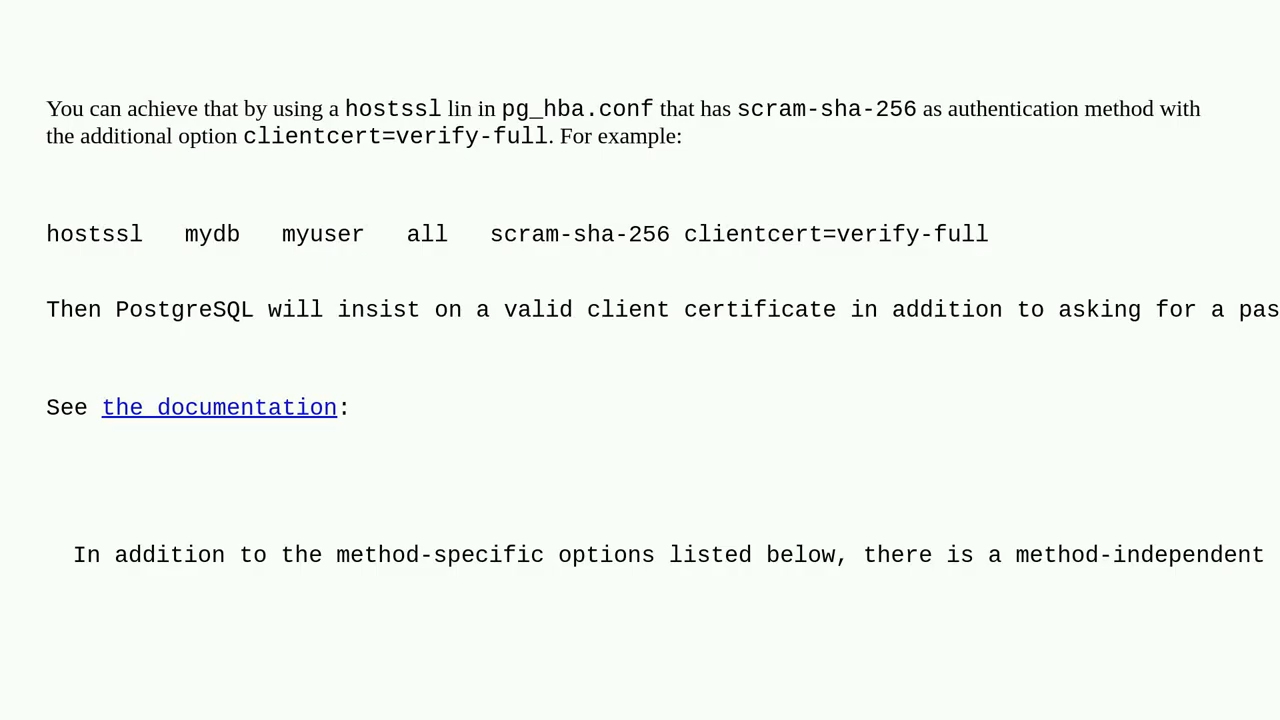 You can achieve that by using a hostssl lin in pg_hba.conf that has scram-sha-256 as authentication method with
the additional option clientcert=verify-full. For example:
hostssl   mydb   myuser   all   scram-sha-256 clientcert=verify-full
Then PostgreSQL will insist on a valid client certificate in addition to asking for a pas
See the documentation:
In addition to the method-specific options listed below, there is a method-independent